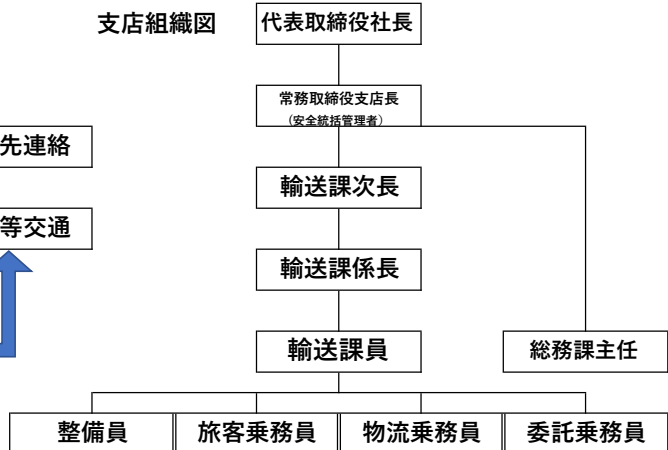 支店組織図
代表取締役社長
常務取締役支店長
（安全統括管理者）
先連絡
輸送課次長
等交通
輸送課係長
輸送課員
総務課主任
整備員
旅客乗務員
物流乗務員
委託乗務員